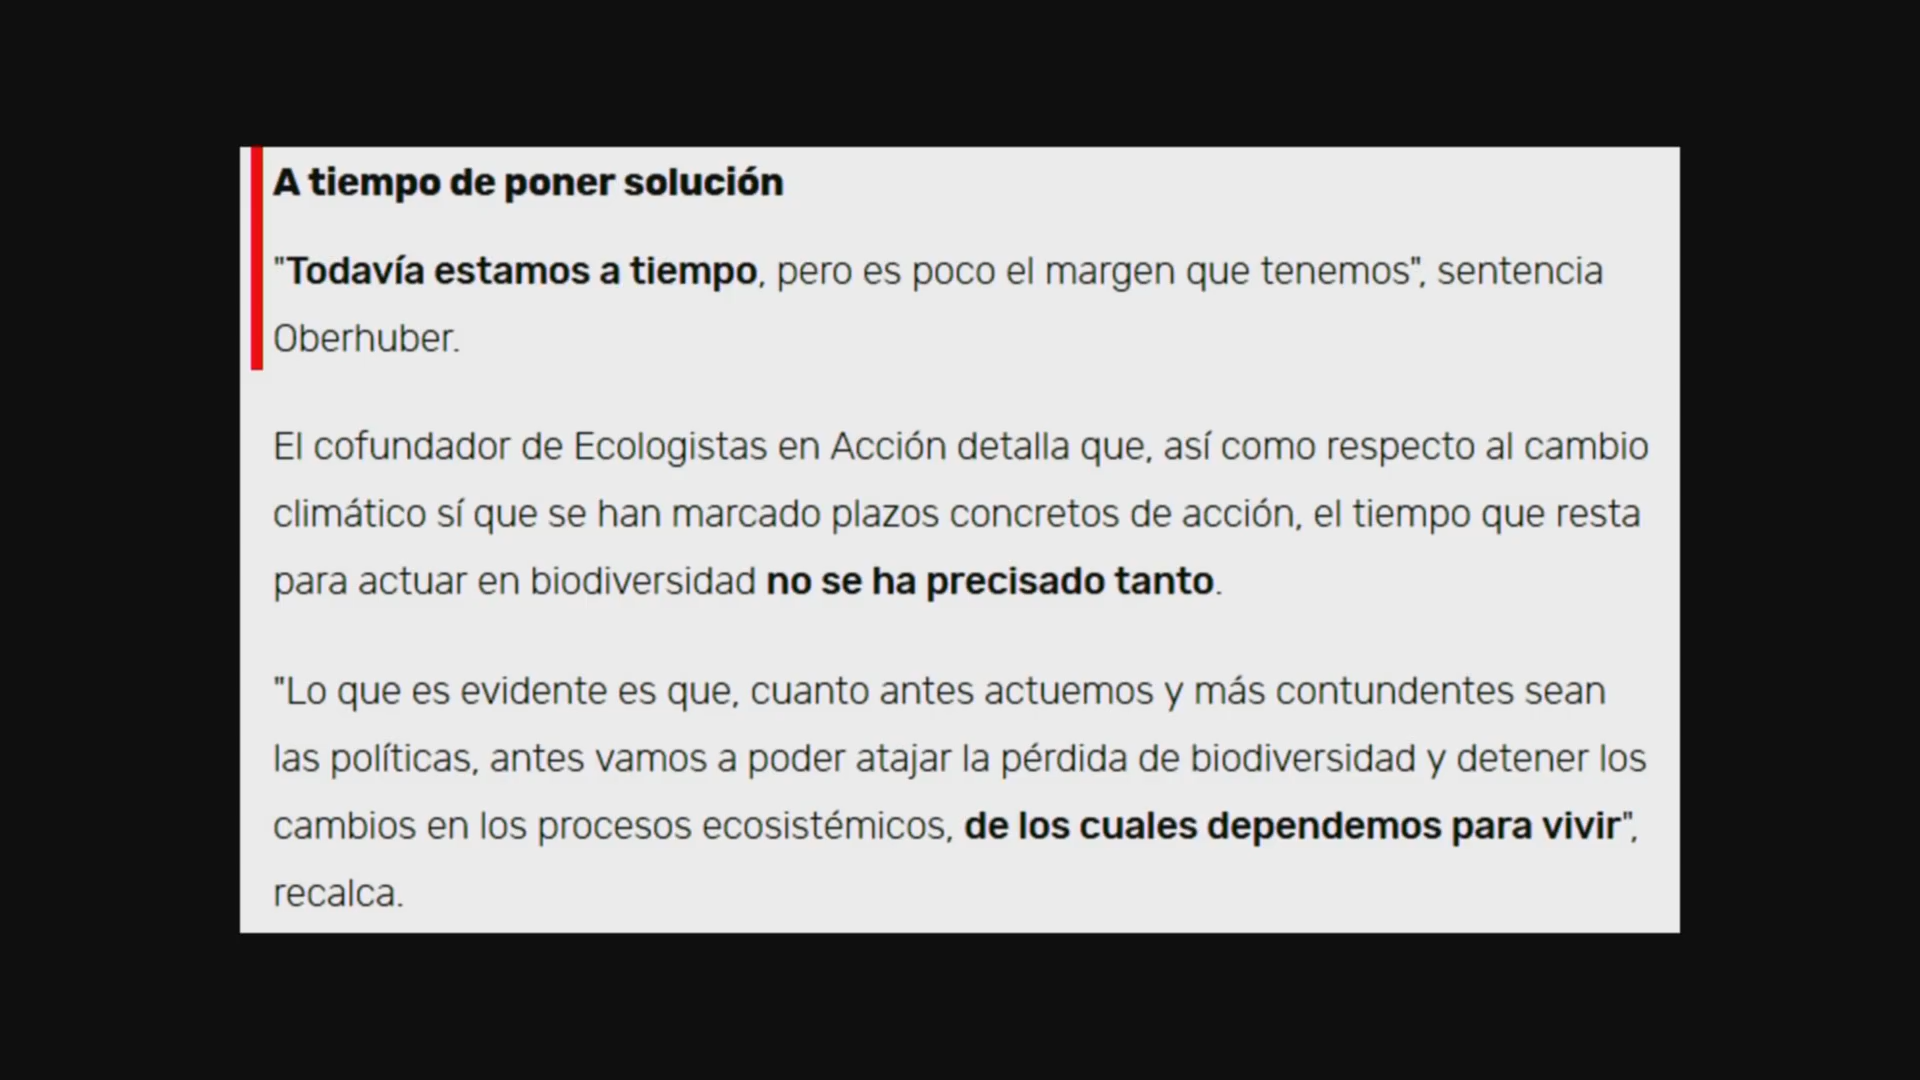 A tiempo de poner solución
"Todavía estamos a tiempo, pero es poco el margen que tenemos", sentencia
Oberhuber.
El cofundador de Ecologistas en Acción detalla que, así como respecto al cambio
climático sí que se han marcado plazos concretos de acción, el tiempo que resta
para actuar en biodiversidad no se ha precisado tanto.
"Lo que es evidente es que, cuanto antes actuemos y más contundentes sean
las políticas, antes vamos a poder atajar la pérdida de biodiversidad y detener los
cambios en los procesos ecosistémicos, de los cuales dependemos para vivir",
recalca.